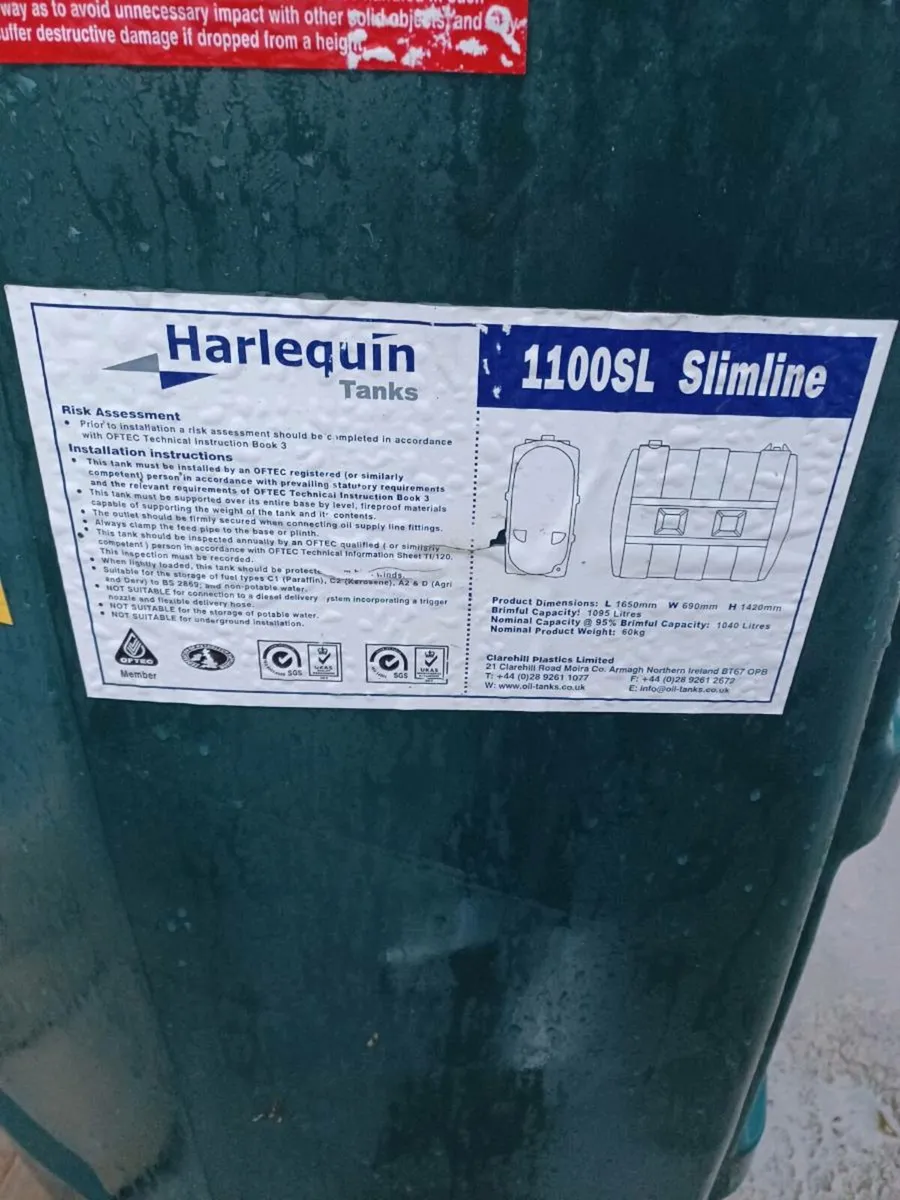 way as to avoid unnecessary impact with other solid objects, and may
suffer destructive damage if dropped from a height.
Harlequin
Tanks
1100SL Slimline
Risk Assessment
• Prior to installation a risk assessment should be completed in accordance
with OFTEC Technical Instruction Book 3
Installation instructions
• This tank must be installed by an OFTEC registered (or similarly
competent) person in accordance with prevailing statutory requirements
and the relevant requirements of OFTEC Technical Instruction Book 3
• This tank must be supported over its entire base by level, fireproof materials
capable of supporting the weight of the tank and its contents.
• The outlet should be firmly secured when connecting oil supply line fittings.
• Always clamp the feed pipe to the base or plinth.
• This tank should be inspected annually by an OFTEC qualified ( or similarly
competent ) person in accordance with OFTEC Technical Information Sheet TI/120.
This inspection must be recorded.
• When lightly loaded, this tank should be protected winds.
• Suitable for the storage of fuel types C1 (Paraffin), C2 (Kerosene), A2 & D (Agri
and Derv) to BS 2869; and non-potable water.
• NOT SUITABLE for connection to a diesel delivery system incorporating a trigger
nozzle and flexible delivery hose.
• NOT SUITABLE for the storage of potable water.
• NOT SUITABLE for underground installation.
OFTEC
Member
SGS
UKAS
SGS
UKAS
Product Dimensions: L 1650mm W 690mm H 1420mm
Brimful Capacity: 1095 Litres
Nominal Capacity @ 95% Brimful Capacity: 1040 Litres
Nominal Product Weight: 60kg
Clarehill Plastics Limited
21 Clarehill Road Moira Co. Armagh Northern Ireland BT67 OPB
T: +44 (0)28 9261 1077 F: +44 (0)28 9261 2672
W: www.oil-tanks.co.uk E: info@oil-tanks.co.uk